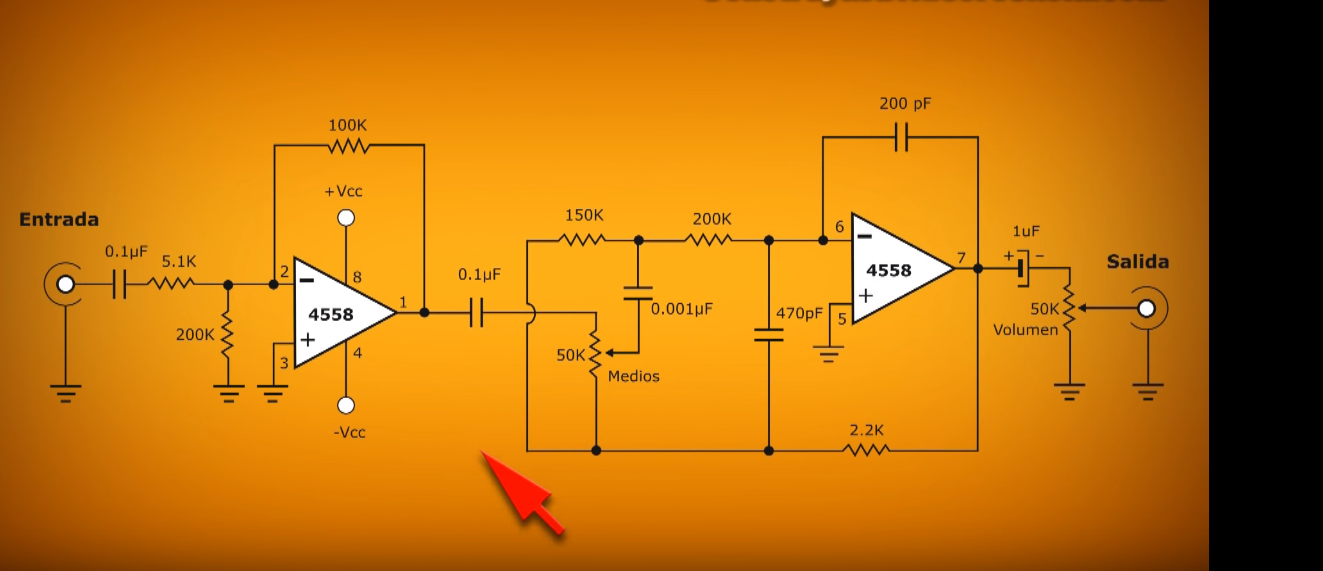 200 pF
100K
+Vcc
150K
200K
Entrada
6
1uF
0.1µF
5.1K
+ -
7
Salida
2
8
0.1µF
4558
1
0.001µF
50K
4558
470pF
5
Volumen
200K
3
4
50K
Medios
-Vcc
2.2K